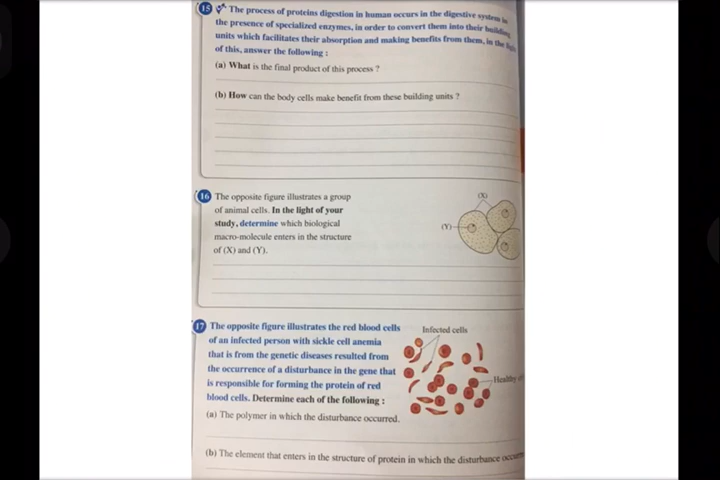 15 The process of proteins digestion in human occurs in the digestive system in
the presence of specialized enzymes, in order to convert them into their building
units which facilitates their absorption and making benefits from them, in the light
of this, answer the following :
(a) What is the final product of this process ?
(b) How can the body cells make benefit from these building units ?
16 The opposite figure illustrates a group
of animal cells. In the light of your
study, determine which biological
macro-molecule enters in the structure
of (X) and (Y).
(X)
(Y)
17 The opposite figure illustrates the red blood cells
of an infected person with sickle cell anemia
that is from the genetic diseases resulted from
the occurrence of a disturbance in the gene that
is responsible for forming the protein of red
blood cells. Determine each of the following :
Infected cells
Healthy
(a) The polymer in which the disturbance occurred.
(b) The element that enters in the structure of protein in which the disturbance